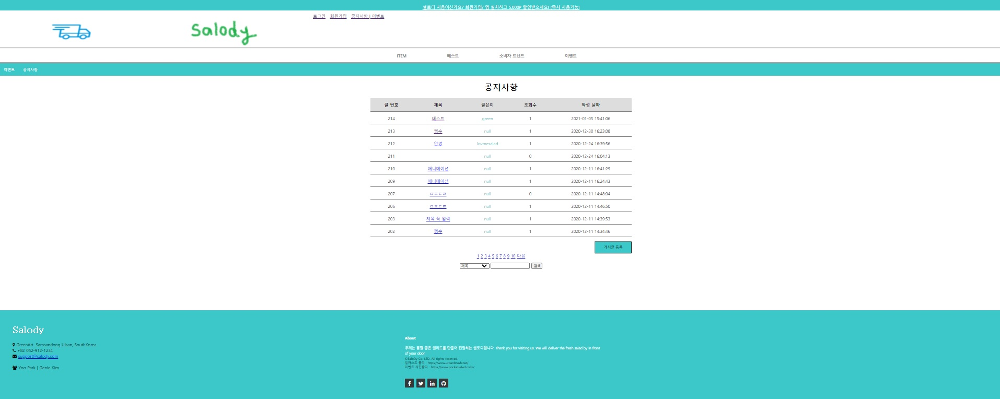 샐로디 처음이신가요? 회원가입/ 앱 설치하고 5,000P 할인받으세요! (즉시 사용가능)
로그인 회원가입 공지사항 | 이벤트
Salody
ITEM 베스트 소비자 트렌드 이벤트
이벤트 공지사항
공지사항
글 번호 제목 글쓴이 조회수 작성 날짜
214 테스트 green 1 2021-01-05 15:41:06
213 펭수 null 1 2020-12-30 16:23:08
212 안녕 lovmesalad 1 2020-12-24 16:39:56
211 null 0 2020-12-24 16:04:13
210 애니메이션 null 1 2020-12-11 16:41:29
209 애니메이션 null 1 2020-12-11 16:24:43
207 ㅁㅈㄷㄹ null 0 2020-12-11 14:48:04
206 ㅁㅈㄷㄹ null 1 2020-12-11 14:46:50
203 제목 꼭 입력 null 1 2020-12-11 14:39:53
202 펭수 null 1 2020-12-11 14:34:46
게시글 등록
1 2 3 4 5 6 7 8 9 10 다음
제목 검색
Salody
GreenArt. Samsandong Ulsan, SouthKorea
+82 052-912-1234
support@salody.com
Yoo Park | Genie Kim
About
우리는 품질 좋은 샐러드를 만들어 전달하는 샐로디입니다. Thank you for visiting us. We will deliver the fresh salad by in front
of your door.
©SaloDy Co. LTD. All rights reserved.
일러스트 출처 : https://www.urbanbrush.net/
이벤트 사진출처 : https://www.pocketsalad.co.kr/